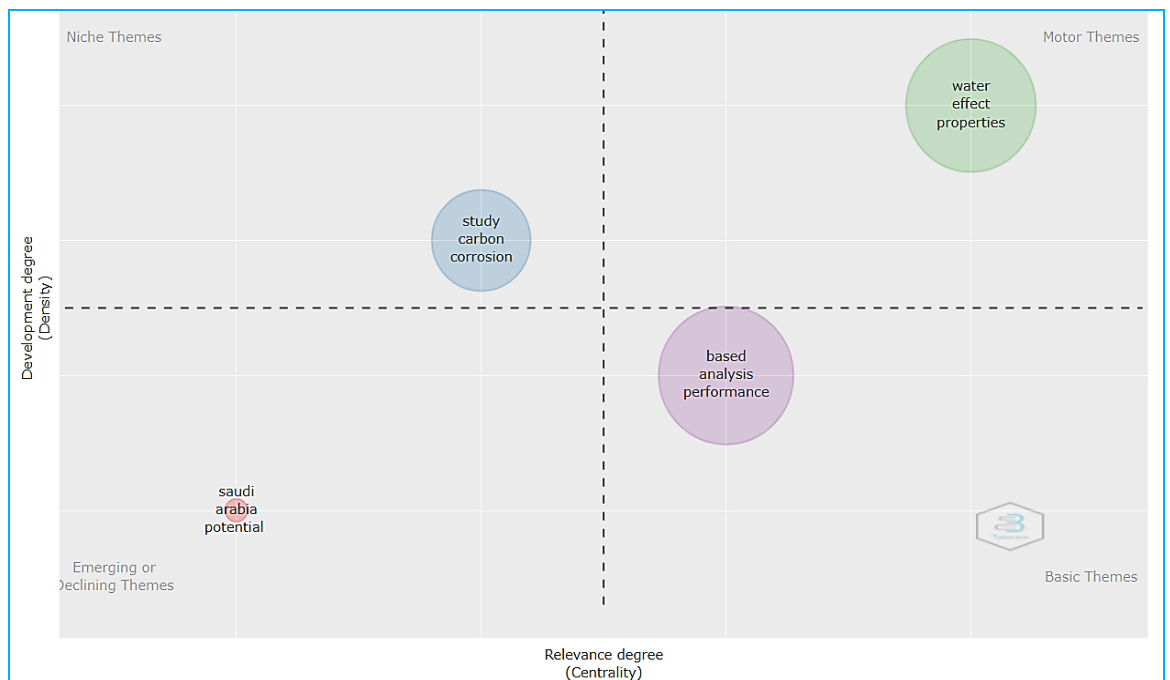 Niche Themes
Motor Themes
water
effect
properties
study
carbon
corrosion
Development degree
(Density)
based
analysis
performance
saudi
arabia
potential
Emerging or
Declining Themes
Basic Themes
Relevance degree
(Centrality)